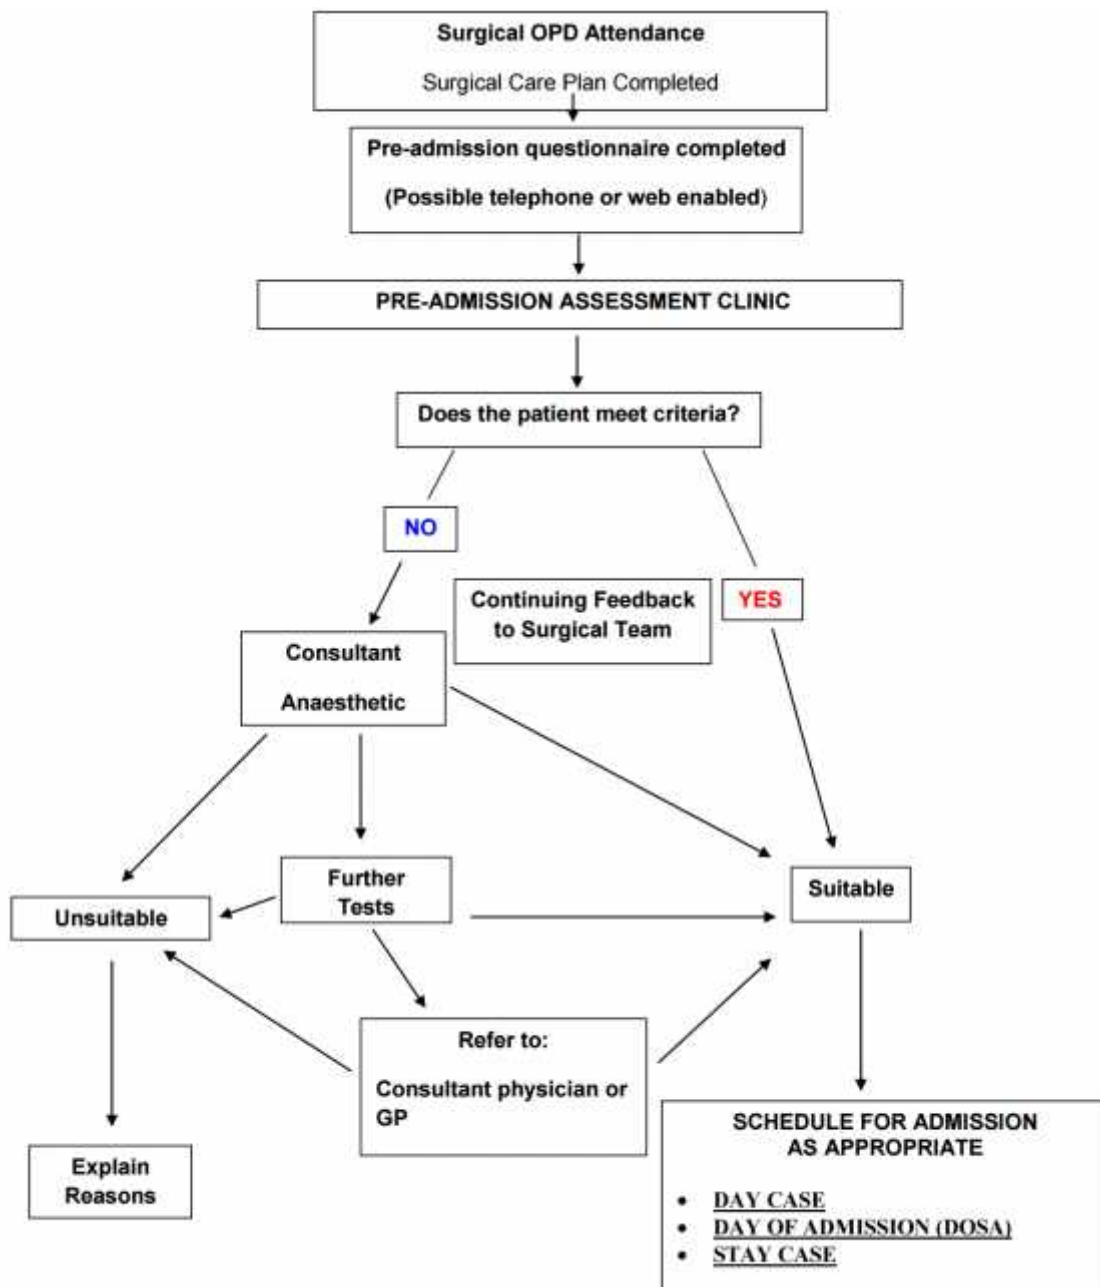 Surgical OPD Attendance
Surgical Care Plan Completed
Pre-admission questionnaire completed
(Possible telephone or web enabled)
PRE-ADMISSION ASSESSMENT CLINIC
Does the patient meet criteria?
NO
Continuing Feedback
to Surgical Team
YES
Consultant
Anaesthetic
Further
Tests
Suitable
Unsuitable
Refer to:
Consultant physician or
GP
Explain
Reasons
SCHEDULE FOR ADMISSION
AS APPROPRIATE
• DAY CASE
• DAY OF ADMISSION (DOSA)
• STAY CASE